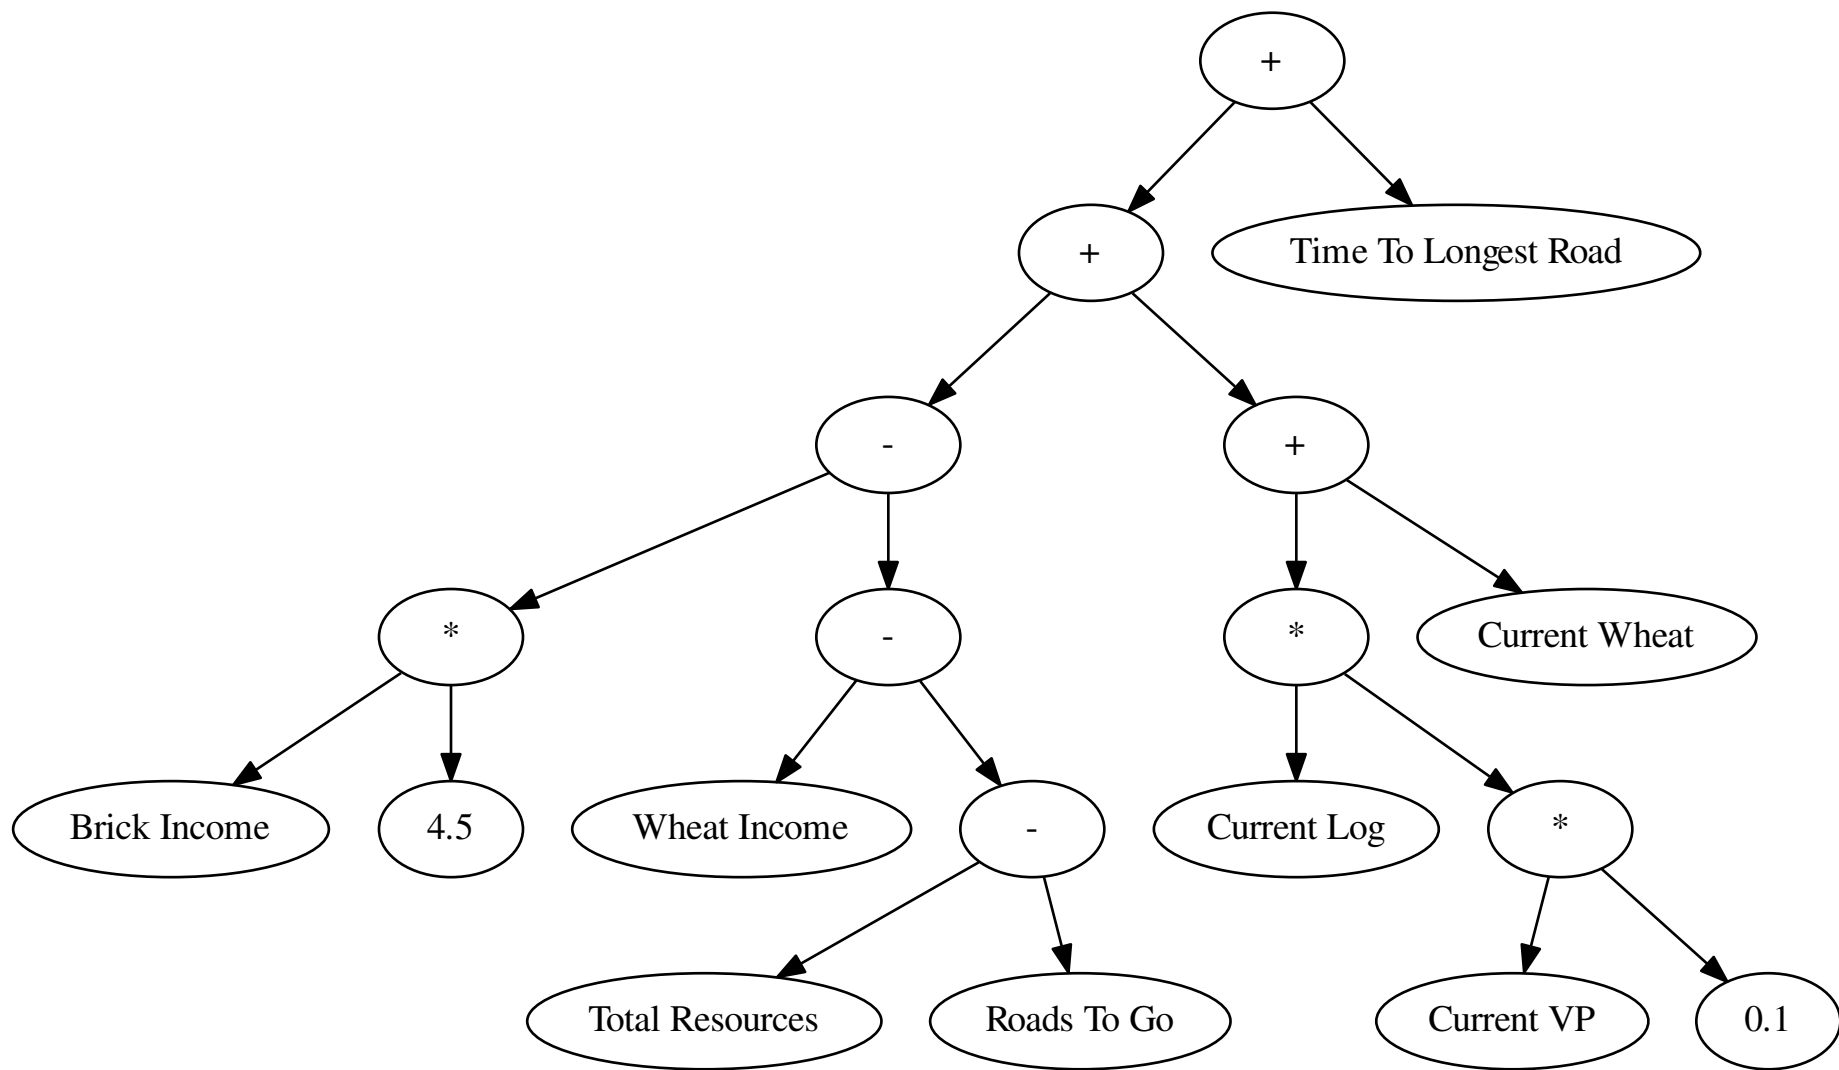 +
+
Time To Longest Road
-
+
*
-
*
Current Wheat
Brick Income
4.5
Wheat Income
-
Current Log
*
Total Resources
Roads To Go
Current VP
0.1